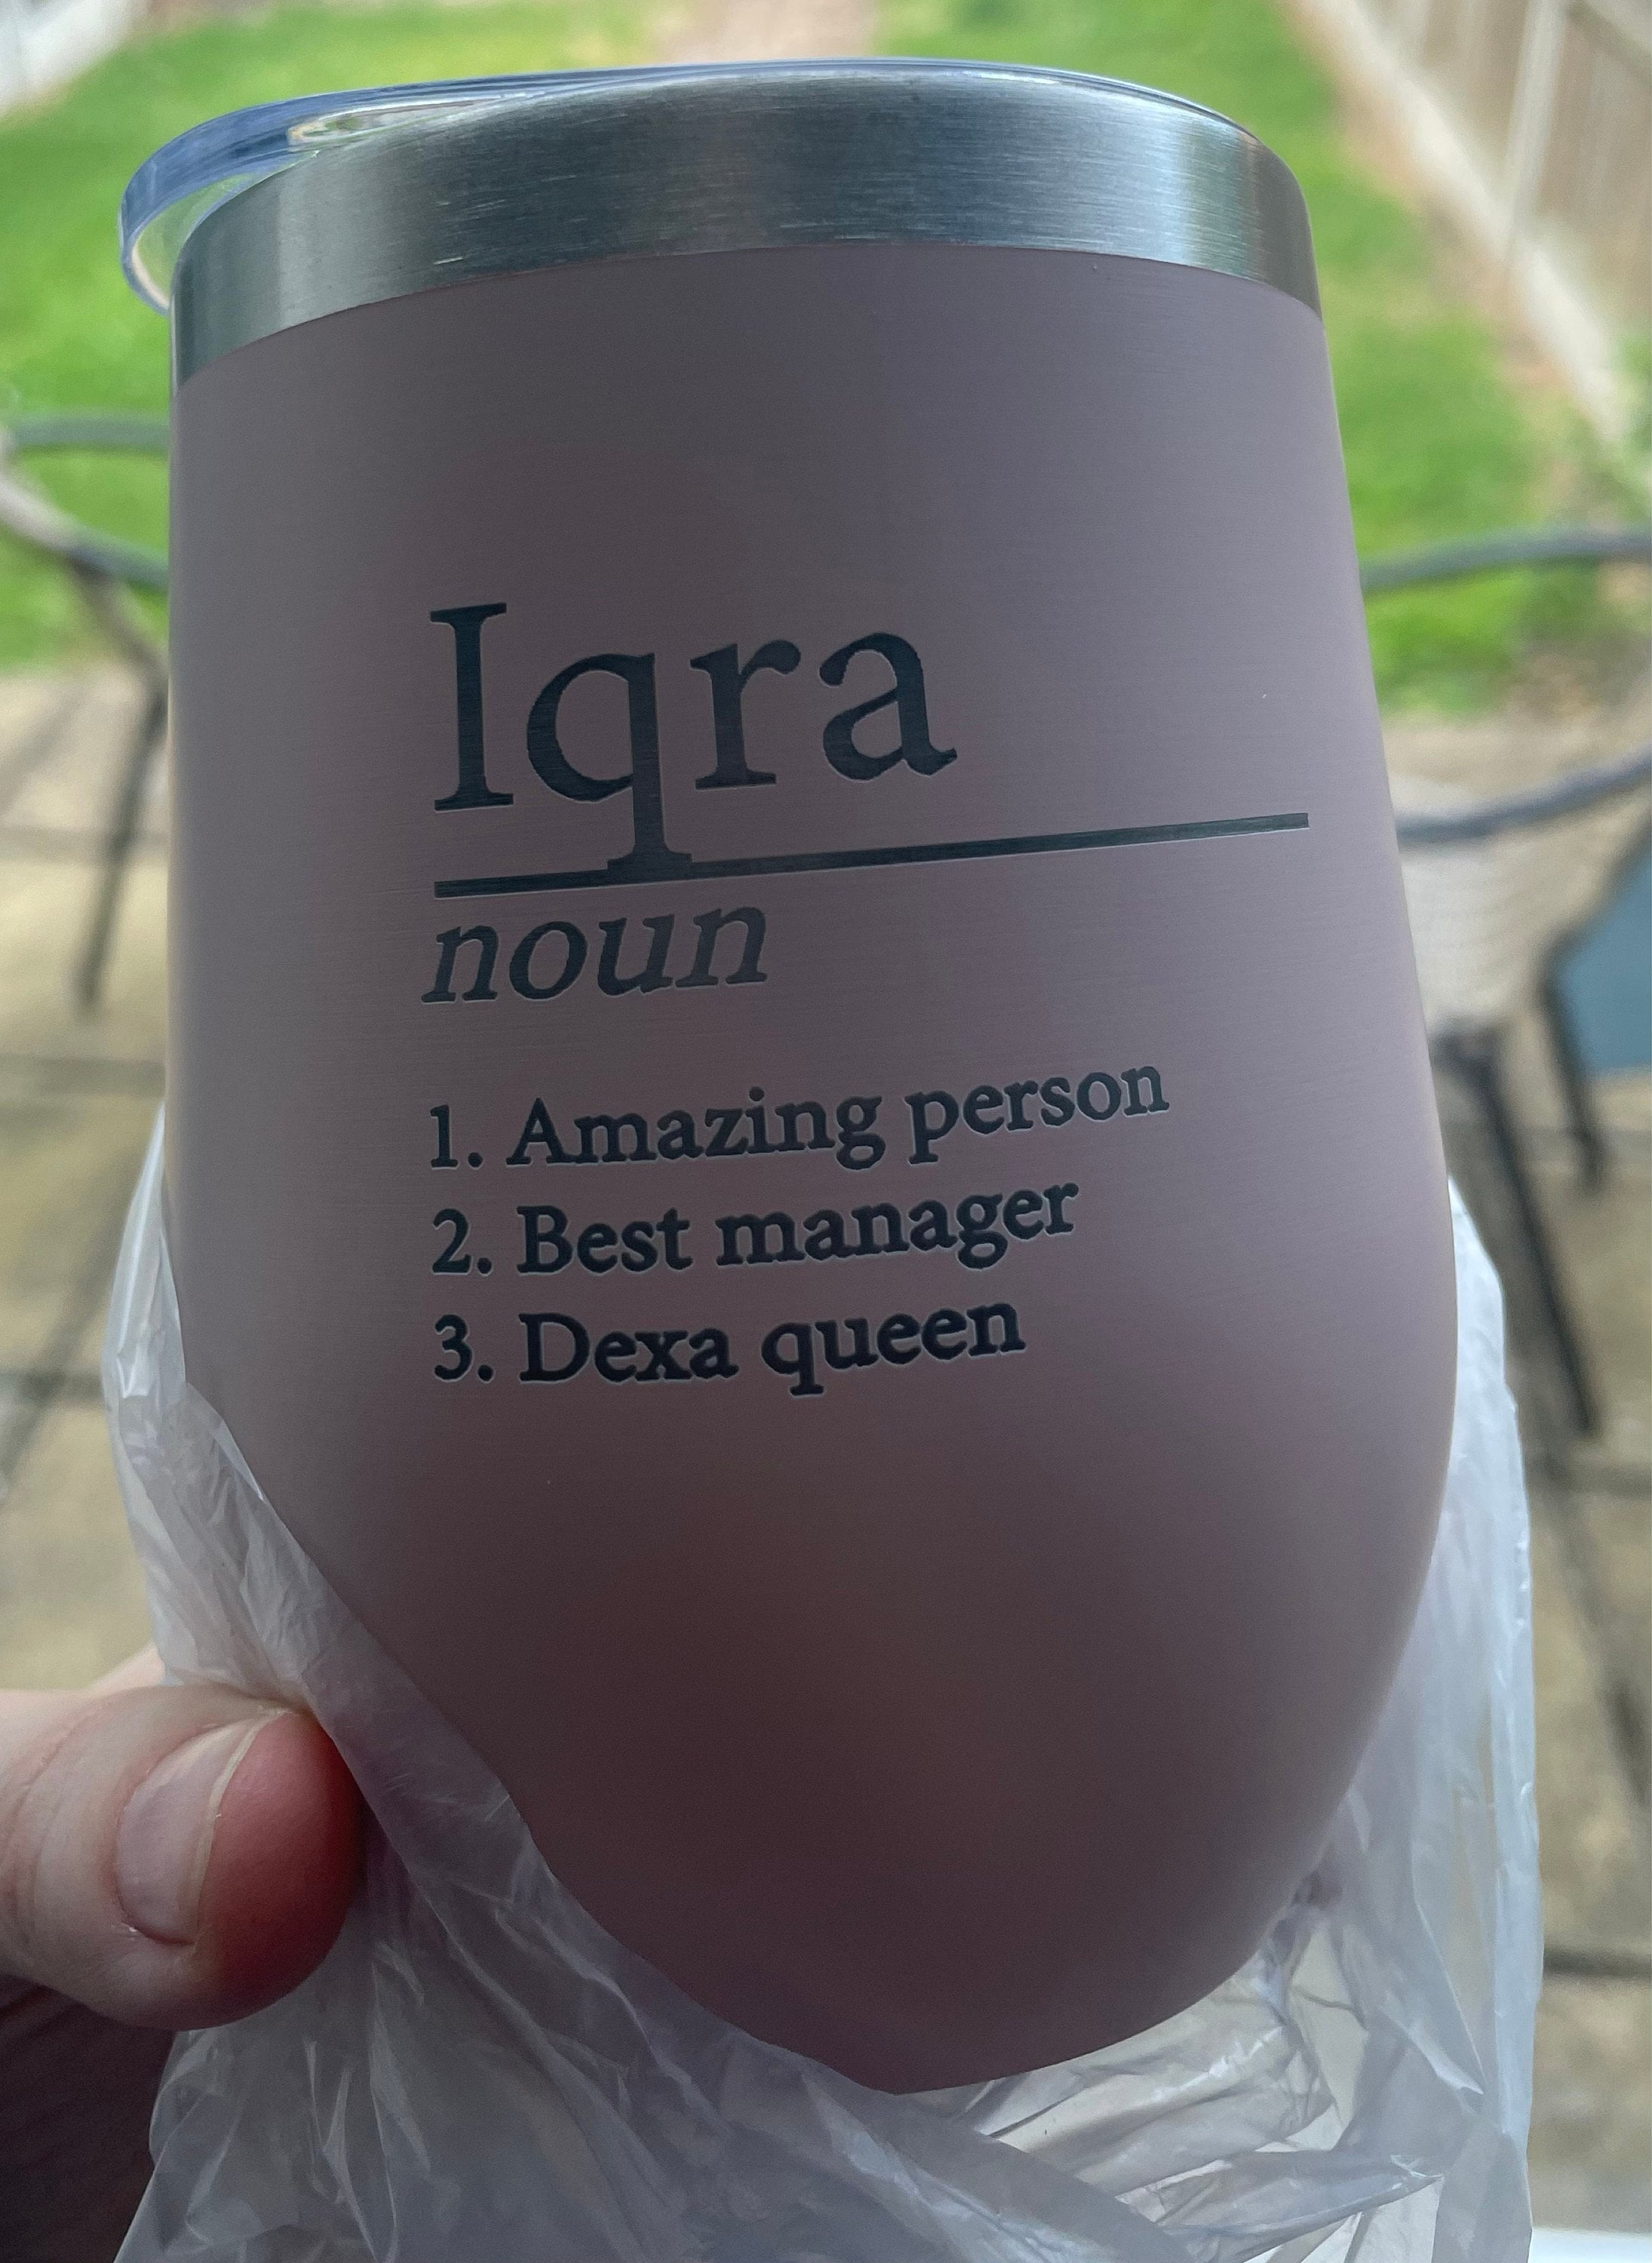 Iqra
noun
1. Amazing person
2. Best manager
3. Dexa queen